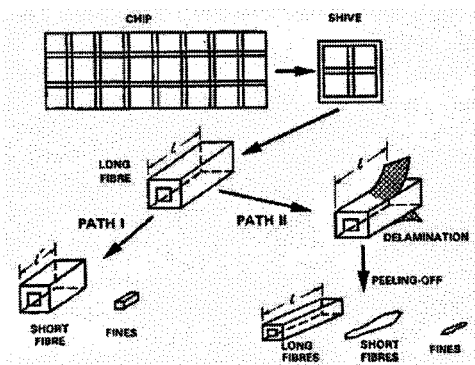 CHIP
SHIVE
LONG
FIBRE
l
l
PATH I
PATH II
DELAMINATION
PEELING-OFF
l'
l
SHORT
FIBRE
FINES
LONG
FIBRES
SHORT
FIBRES
FINES